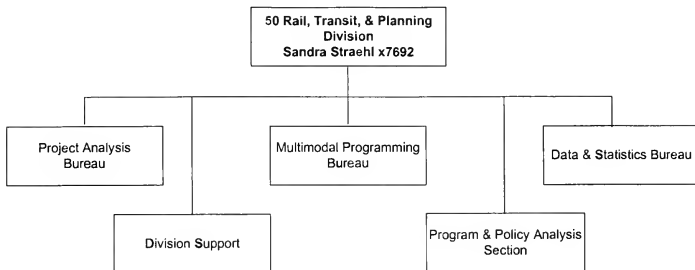 50 Rail, Transit, & Planning
Division
Sandra Straehl x7692
Project Analysis
Bureau
Multimodal Programming
Bureau
Data & Statistics Bureau
Division Support
Program & Policy Analysis
Section